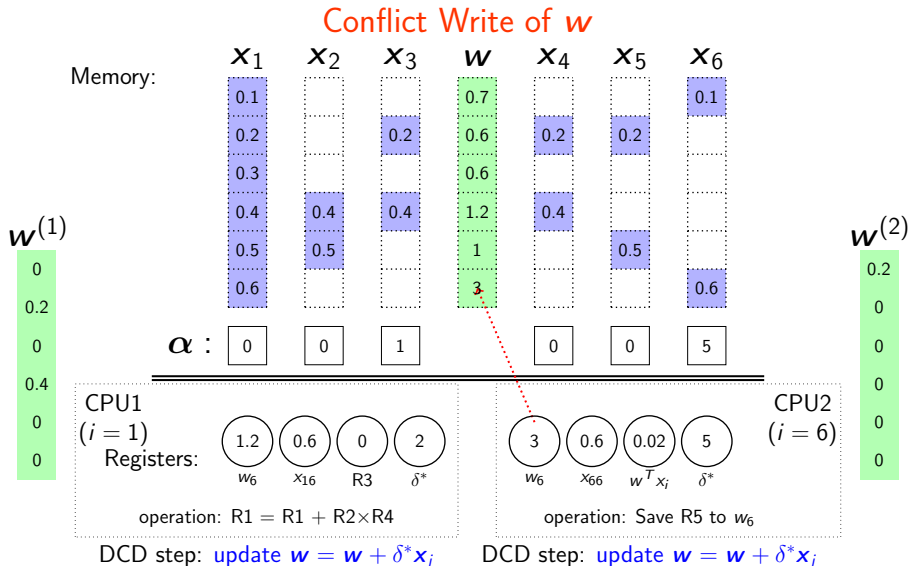 Conflict Write of w
x1 x2 x3 w x4 x5 x6
Memory:
0.1 0.7 0.1
0.2 0.2 0.6 0.2 0.2
0.3 0.6
0.4 0.4 0.4 1.2 0.4
0.5 0.5 1 0.5
0.6 3 0.6
w(1)
0
0.2
0
0.4
0
0
w(2)
0.2
0
0
0
0
0
α : 0 0 1 0 0 5
CPU1
(i = 1)
Registers:
1.2 0.6 0 2
w6 x16 R3 δ*
operation: R1 = R1 + R2×R4
DCD step: update w = w + δ*xi
CPU2
(i = 6)
3 0.6 0.02 5
w6 x66 wTxi δ*
operation: Save R5 to w6
DCD step: update w = w + δ*xi